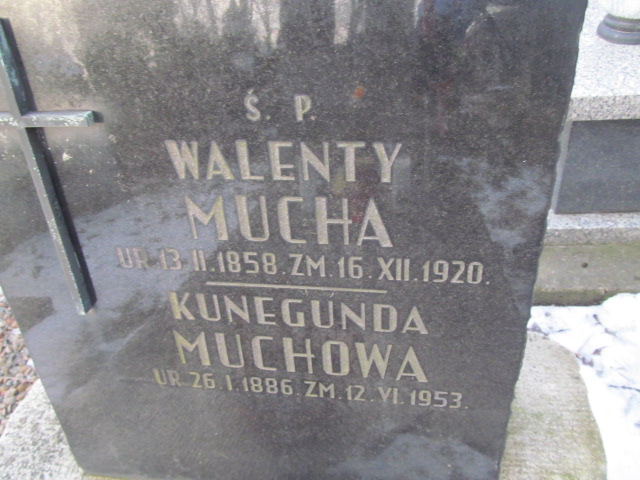 Ś. P.
WALENTY
MUCHA
UR. 13. II. 1858. ZM. 16. XII. 1920.
KUNEGUNDA
MUCHOWA
UR. 26. I. 1886. ZM. 12. VI. 1953.